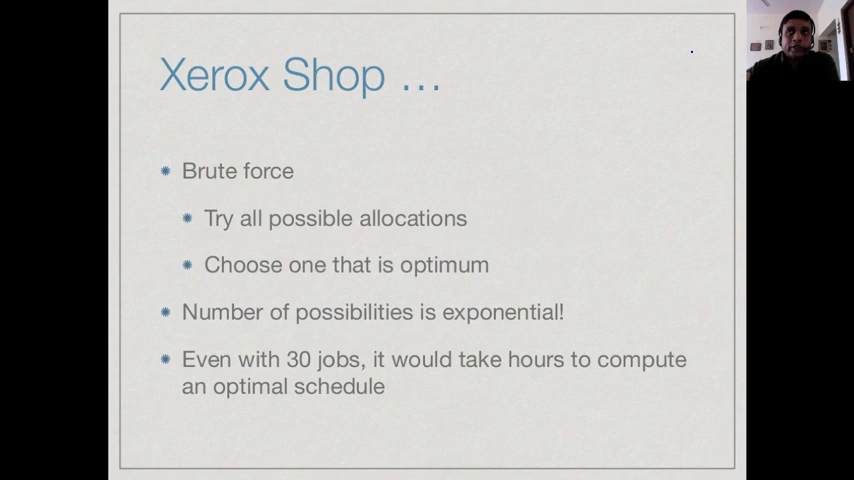 Xerox Shop ...
Brute force
Try all possible allocations
Choose one that is optimum
Number of possibilities is exponential!
Even with 30 jobs, it would take hours to compute
an optimal schedule